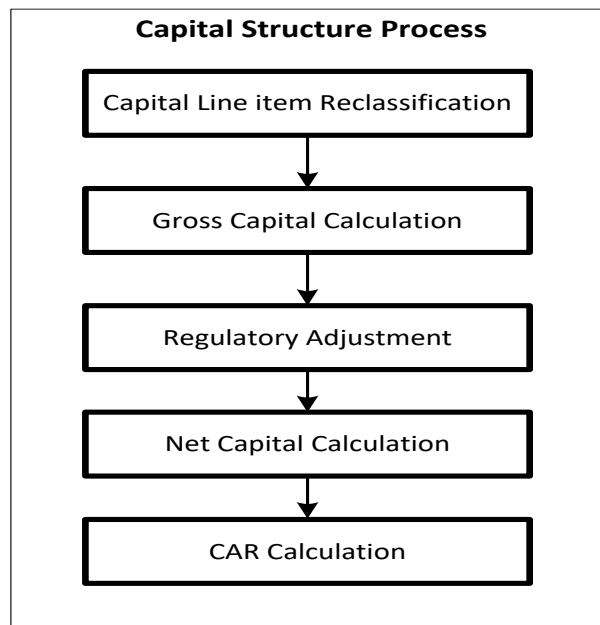 Capital Structure Process
Capital Line item Reclassification
Gross Capital Calculation
Regulatory Adjustment
Net Capital Calculation
CAR Calculation